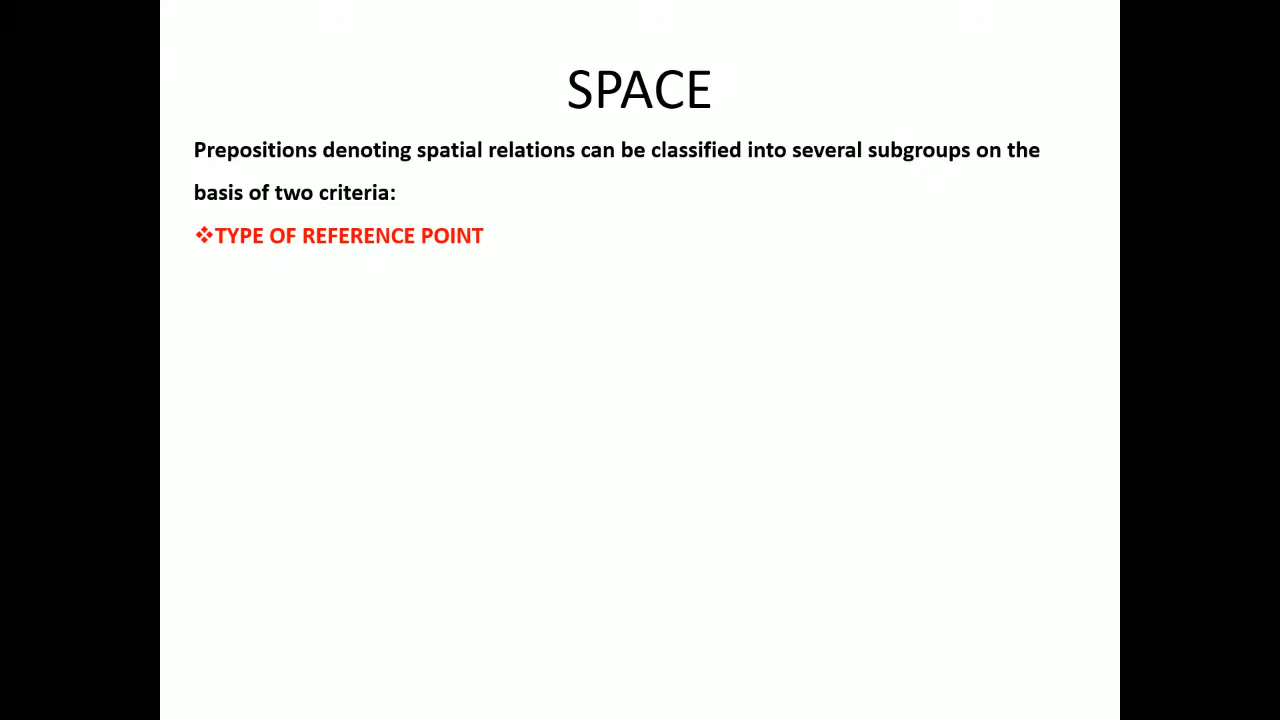 SPACE
Prepositions denoting spatial relations can be classified into several subgroups on the
basis of two criteria:
❖TYPE OF REFERENCE POINT